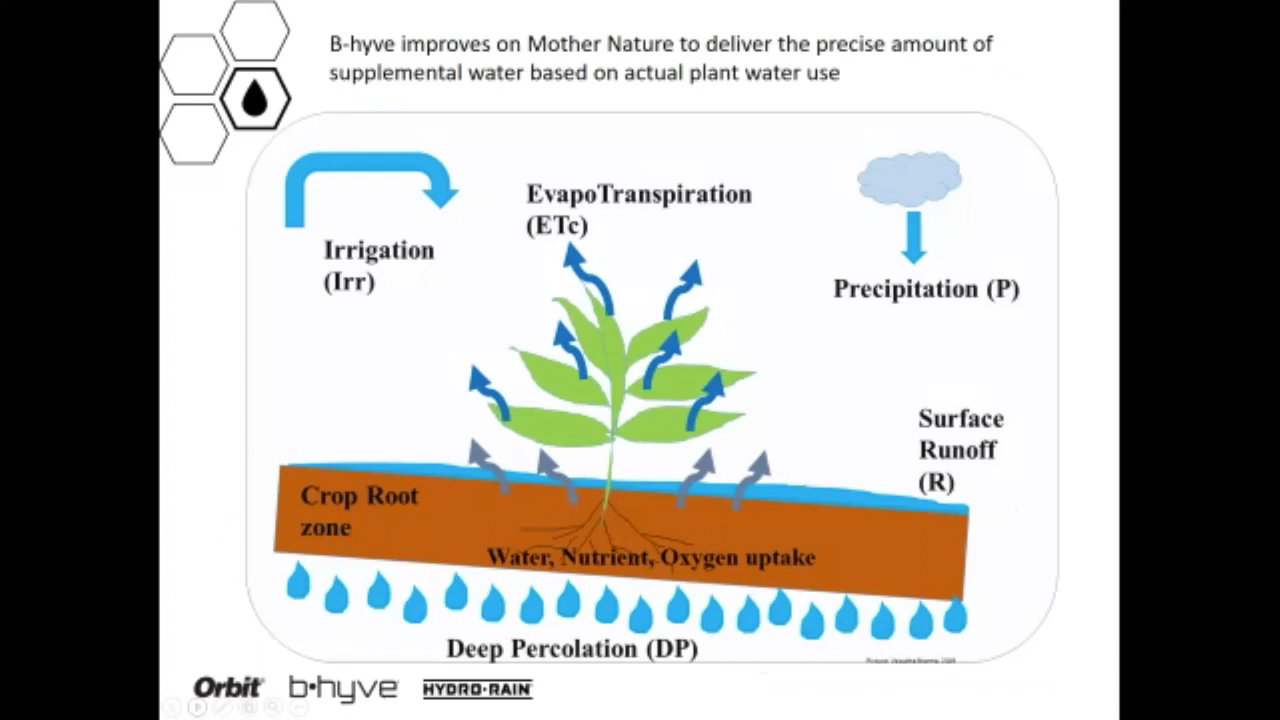 B-hyve improves on Mother Nature to deliver the precise amount of
supplemental water based on actual plant water use
EvapoTranspiration
(ETc)
Irrigation
(Irr)
Precipitation (P)
Surface
Runoff
(R)
Crop Root
zone
Water, Nutrient, Oxygen uptake
Deep Percolation (DP)
Orbit b•hyve HYDRO•RAIN